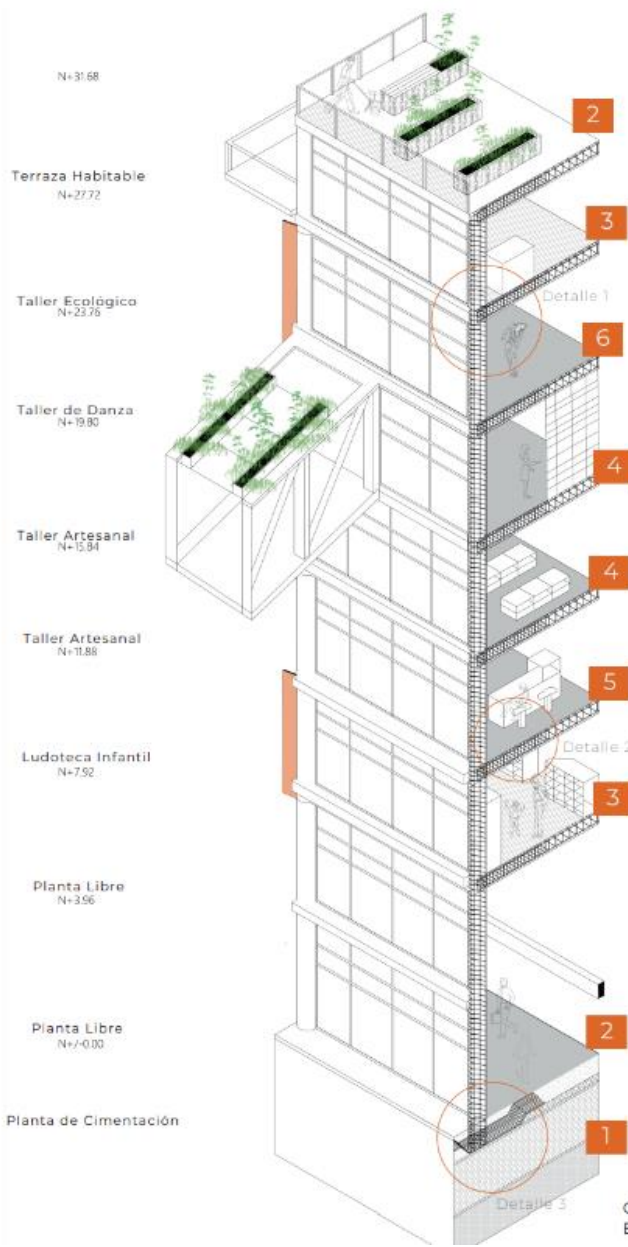 N+31.68
2
Terraza Habitable
N+27.72
3
Taller Ecológico
N+23.76
Detalle 1
6
Taller de Danza
N+19.80
4
Taller Artesanal
N+15.84
4
Taller Artesanal
N+11.88
5
Ludoteca Infantil
N+7.92
Detalle 2
3
Planta Libre
N+3.96
Planta Libre
N+/-0.00
2
Planta de Cimentación
1
Detalle 3